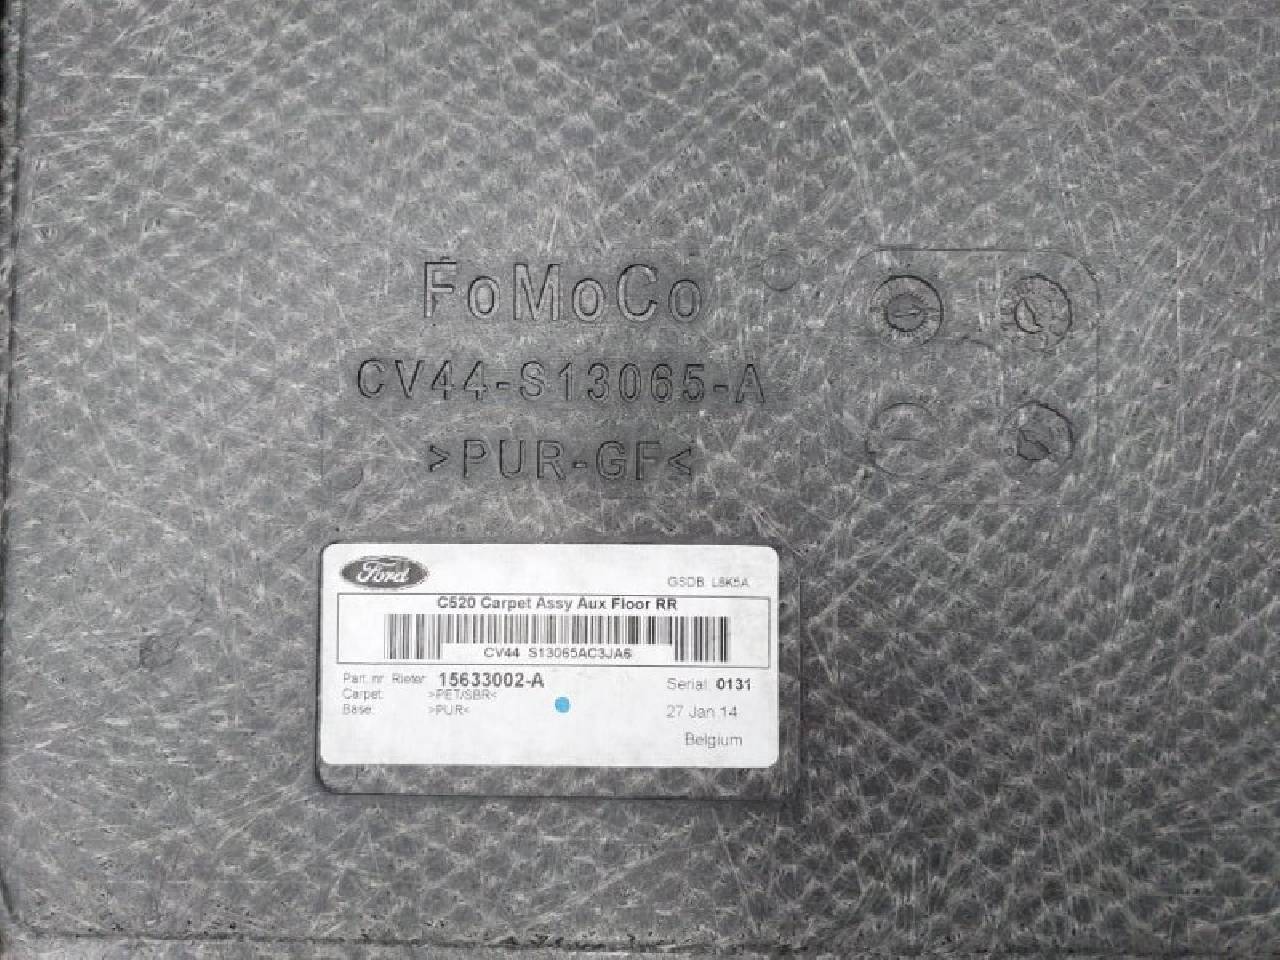 FoMoCo
CV44-S13065-A
>PUR-GF<
Ford
GSDB: L8K5A
C520 Carpet Assy Aux Floor RR
CV44 S13065AC3JA6
Part. nr Rieter: 15633002-A
Serial: 0131
Carpet: >PET/SBR<
Base: >PUR<
27 Jan 14
Belgium